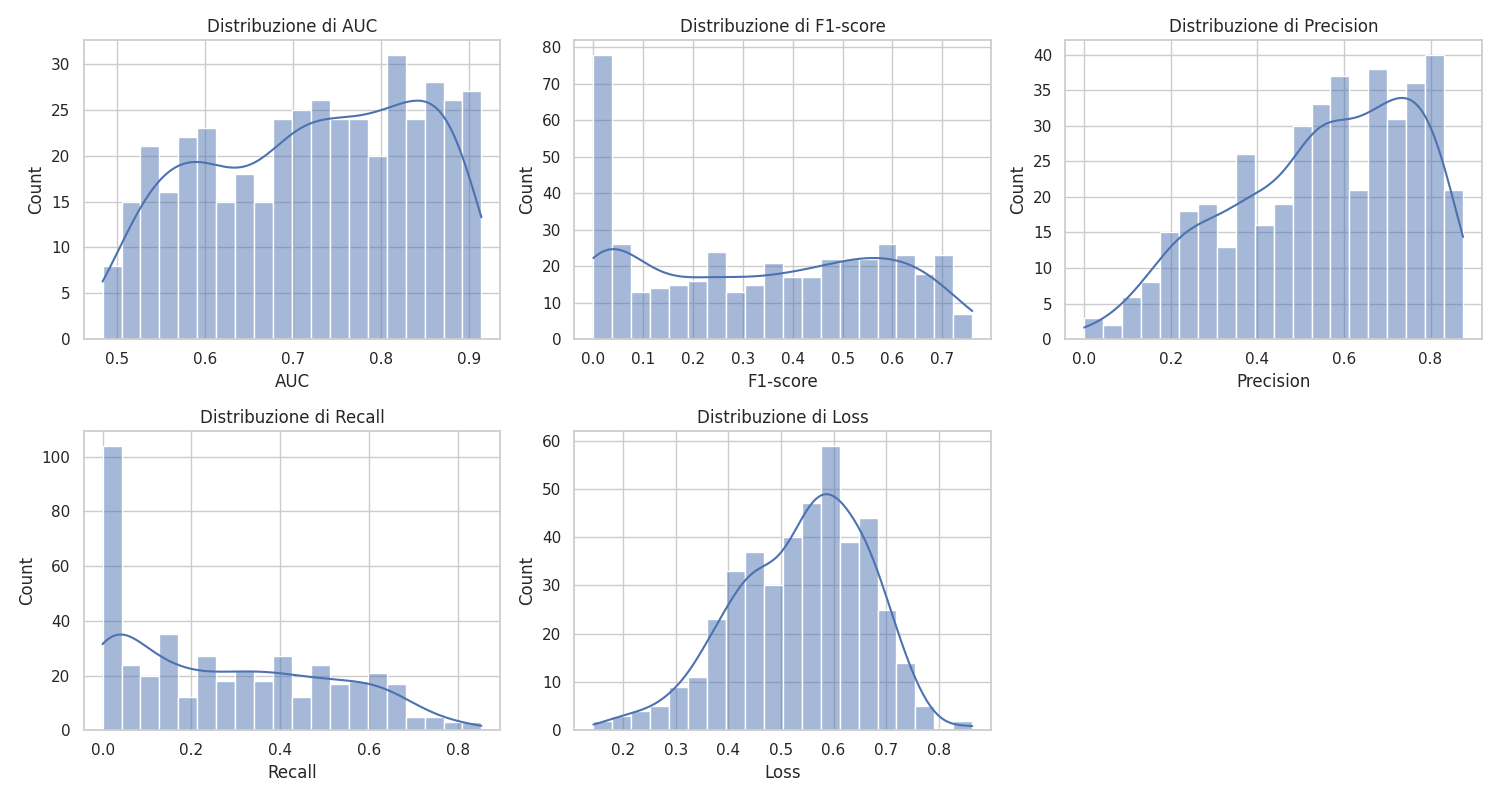 Distribuzione di AUC
30
25
20
15
10
5
0
Count
0.5 0.6 0.7 0.8 0.9
AUC
Distribuzione di F1-score
80
70
60
50
40
30
20
10
0
Count
0.0 0.1 0.2 0.3 0.4 0.5 0.6 0.7
F1-score
Distribuzione di Precision
40
35
30
25
20
15
10
5
0
Count
0.0 0.2 0.4 0.6 0.8
Precision
Distribuzione di Recall
100
80
60
40
20
0
Count
0.0 0.2 0.4 0.6 0.8
Recall
Distribuzione di Loss
60
50
40
30
20
10
0
Count
0.2 0.3 0.4 0.5 0.6 0.7 0.8
Loss